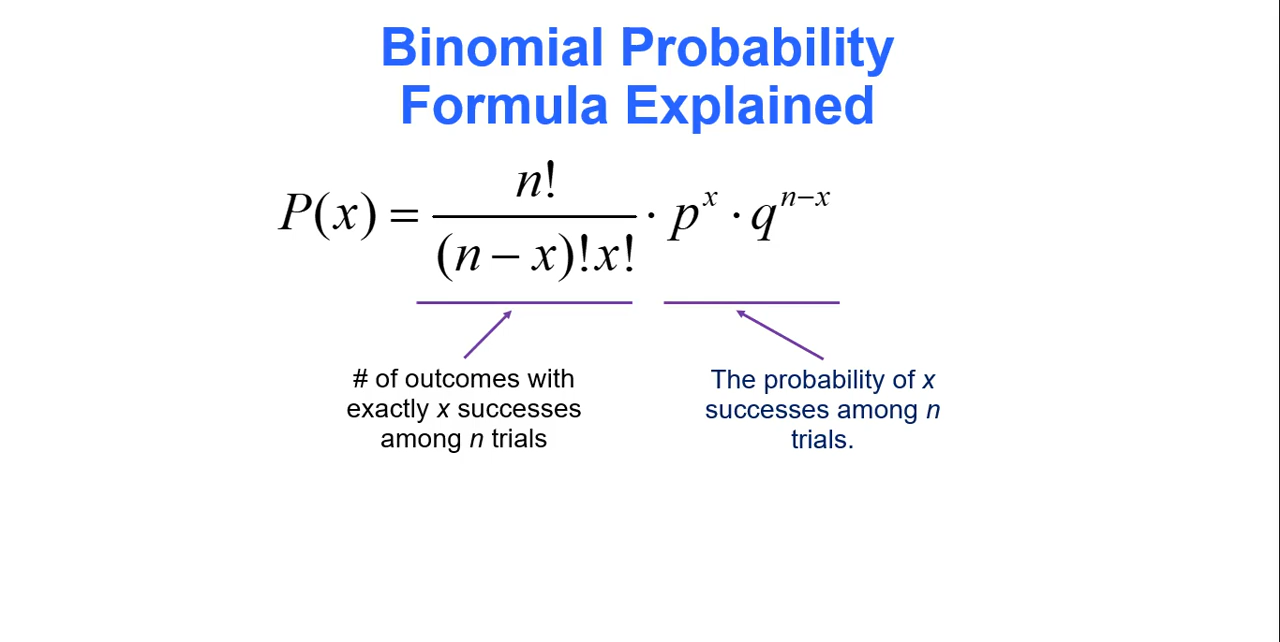 Binomial Probability
Formula Explained
P(x) = n! / (n − x)!x! · p^x · q^{n−x}
# of outcomes with
exactly x successes
among n trials
The probability of x
successes among n
trials.